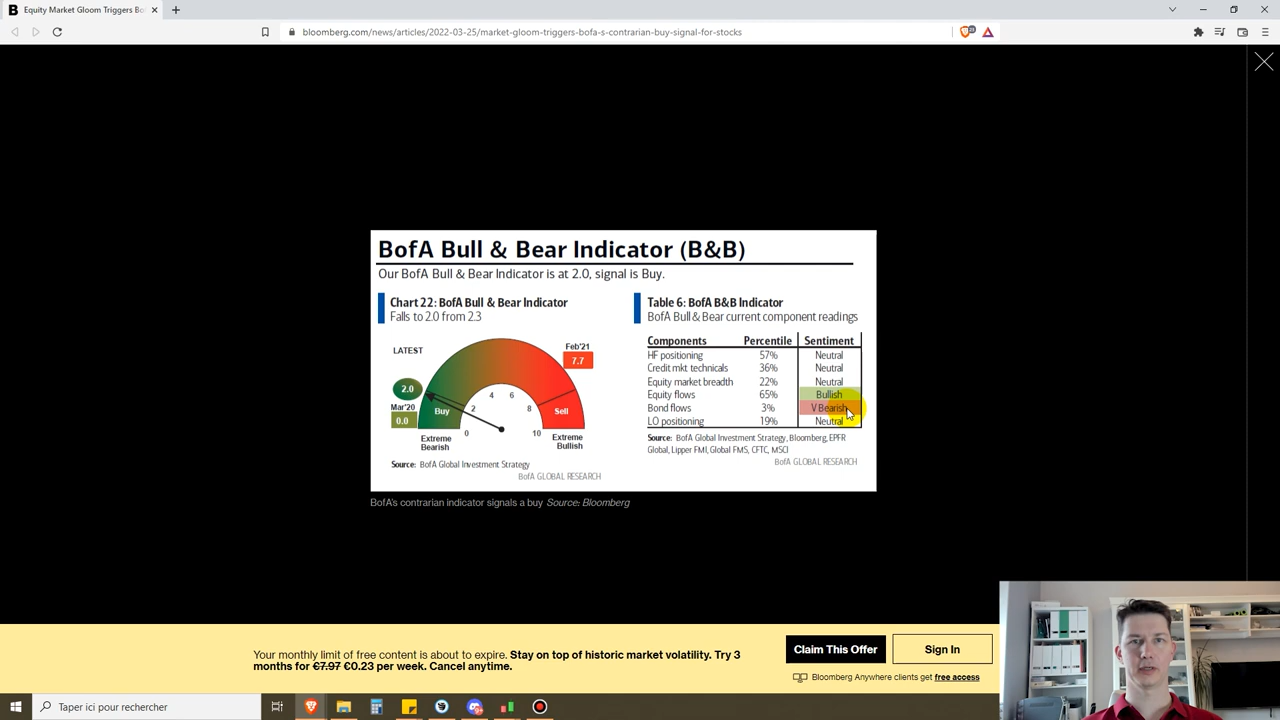 Equity Market Gloom Triggers Bo
bloomberg.com/news/articles/2022-03-25/market-gloom-triggers-bofa-s-contrarian-buy-signal-for-stocks
BofA Bull & Bear Indicator (B&B)
Our BofA Bull & Bear Indicator is at 2.0, signal is Buy.
Chart 22: BofA Bull & Bear Indicator
Falls to 2.0 from 2.3
LATEST
2.0
Mar'20
0.0
Feb'21
7.7
Buy
Sell
0
2
4
6
8
10
Extreme
Bearish
Extreme
Bullish
Source: BofA Global Investment Strategy
BofA GLOBAL RESEARCH
Table 6: BofA B&B Indicator
BofA Bull & Bear current component readings
Components Percentile Sentiment
HF positioning 57% Neutral
Credit mkt technicals 36% Neutral
Equity market breadth 22% Neutral
Equity flows 65% Bullish
Bond flows 3% V Bearish
LO positioning 19% Neutral
Source: BofA Global Investment Strategy, Bloomberg, EPFR
Global, Lipper FMI, Global FMS, CFTC, MSCI
BofA GLOBAL RESEARCH
BofA's contrarian indicator signals a buy Source: Bloomberg
Your monthly limit of free content is about to expire. Stay on top of historic market volatility. Try 3
months for €7.97 €0.23 per week. Cancel anytime.
Claim This Offer
Sign In
Bloomberg Anywhere clients get free access
Taper ici pour rechercher